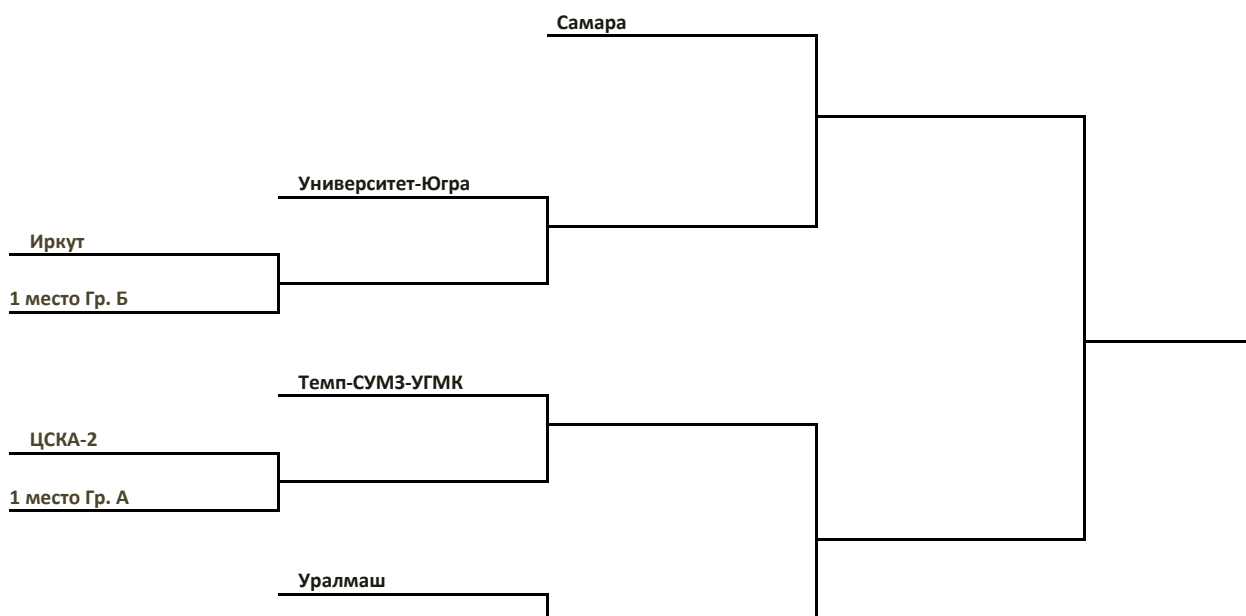 Самара
Университет-Югра
Иркут
1 место Гр. Б
Темп-СУМЗ-УГМК
ЦСКА-2
1 место Гр. А
Уралмаш